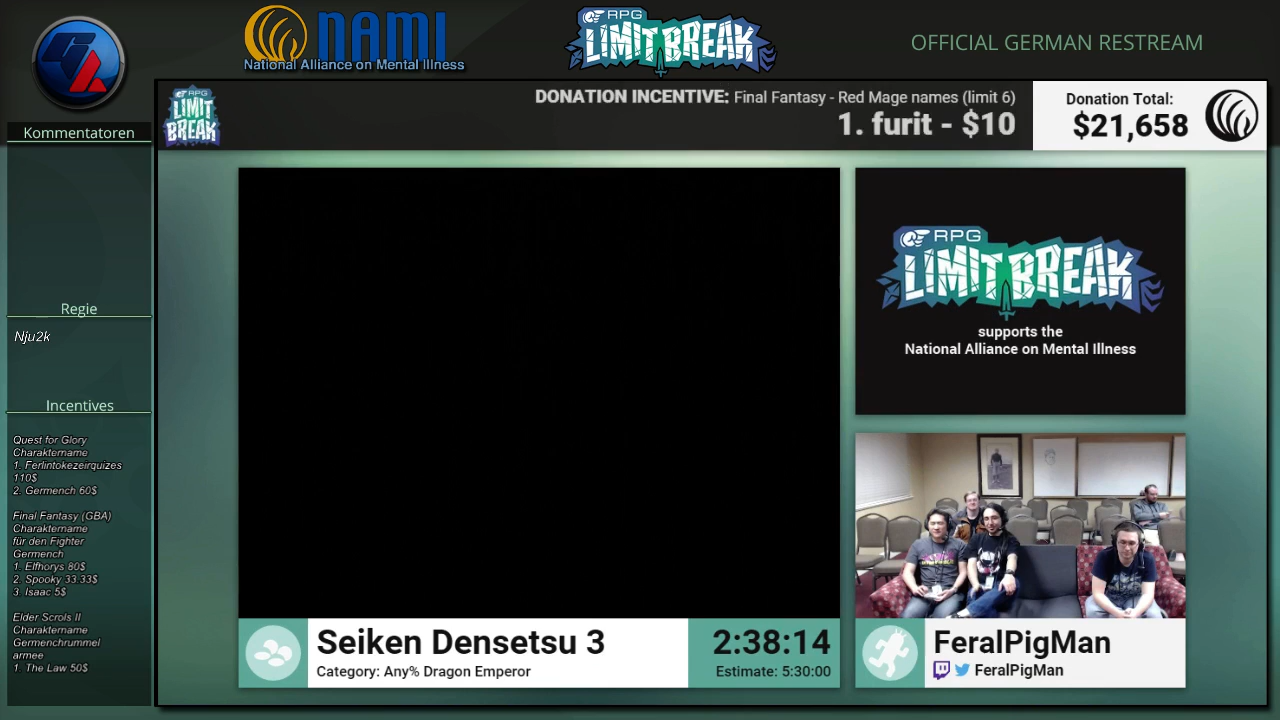 NAMI
National Alliance on Mental Illness
RPG
LIMIT BREAK
OFFICIAL GERMAN RESTREAM
Kommentatoren
Regie
Nju2k
Incentives
Quest for Glory
Charaktername
1. Ferlintokezeirquizes
110$
2. Germench 60$
Final Fantasy (GBA)
Charaktername
für den Fighter
Germench
1. Elfhorys 80$
2. Spooky 33.33$
3. Isaac 5$
Elder Scrols II
Charaktername
Germenchrummel
armee
1. The Law 50$
RPG
LIMIT
BREAK
DONATION INCENTIVE: Final Fantasy - Red Mage names (limit 6)
1. furit - $10
Donation Total:
$21,658
RPG
LIMIT BREAK
supports the
National Alliance on Mental Illness
Seiken Densetsu 3
Category: Any% Dragon Emperor
2:38:14
Estimate: 5:30:00
FeralPigMan
FeralPigMan